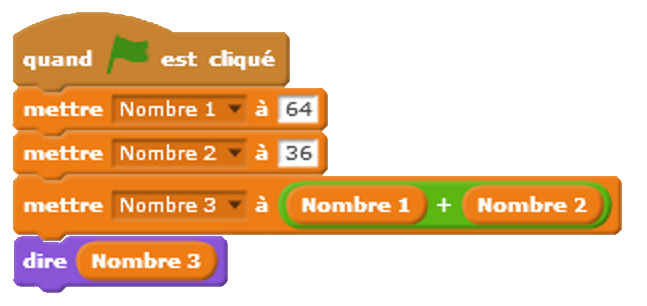 quand est cliqué
mettre Nombre 1 à 64
mettre Nombre 2 à 36
mettre Nombre 3 à Nombre 1 + Nombre 2
dire Nombre 3